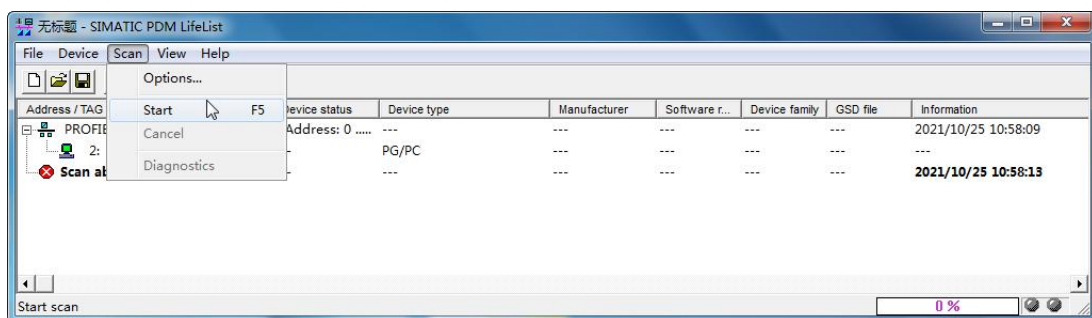 无标题 - SIMATIC PDM LifeList
File Device Scan View Help
Options...
Address / TAG Device status Device type Manufacturer Software r... Device family GSD file Information
Start F5
PROFIE Address: 0 ..... --- --- --- --- --- 2021/10/25 10:58:09
Cancel
2: PG/PC --- --- --- --- ---
Diagnostics
Scan ab --- --- --- --- --- 2021/10/25 10:58:13
Start scan 0 %